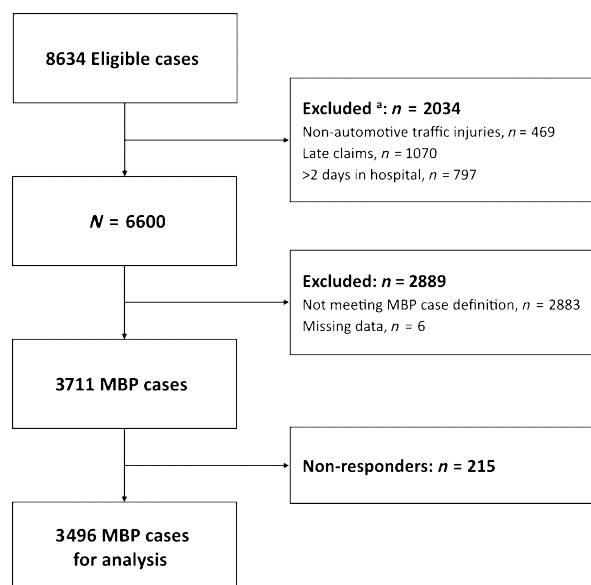 8634 Eligible cases
Excluded ᵃ: n = 2034
Non-automotive traffic injuries, n = 469
Late claims, n = 1070
>2 days in hospital, n = 797
N = 6600
Excluded: n = 2889
Not meeting MBP case definition, n = 2883
Missing data, n = 6
3711 MBP cases
Non-responders: n = 215
3496 MBP cases
for analysis